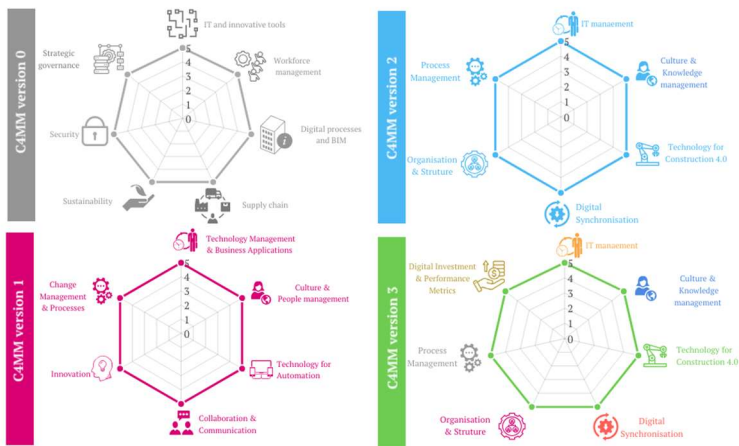 C4MM version 0
IT and innovative tools
Strategic
governance
Workforce
management
Security
Digital processes
and BIM
Sustainability
Supply chain
5
4
3
2
1
0
C4MM version 2
IT manaement
Process
Management
Culture &
Knowledge
management
Organisation
& Struture
Technology for
Construction 4.0
Digital
Synchronisation
5
4
3
2
1
0
C4MM version 1
Technology Management
& Business Applications
Change
Management
& Processes
Culture &
People management
Innovation
Technology for
Automation
Collaboration &
Communication
5
4
3
2
1
0
C4MM version 3
IT manaement
Digital Investment
& Performance
Metrics
Culture &
Knowledge
management
Process
Management
Technology for
Construction 4.0
Organisation
& Struture
Digital
Synchronisation
5
4
3
2
1
0